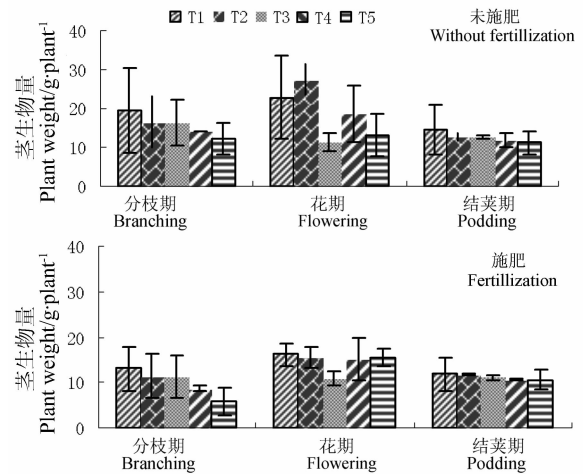 T1 T2 T3 T4 T5
未施肥
Without fertillization
茎生物量
Plant weight/g·plant-1
40
30
20
10
0
分枝期 花期 结荚期
Branching Flowering Podding
施肥
Fertillization
茎生物量
Plant weight/g·plant-1
40
30
20
10
0
分枝期 花期 结荚期
Branching Flowering Podding